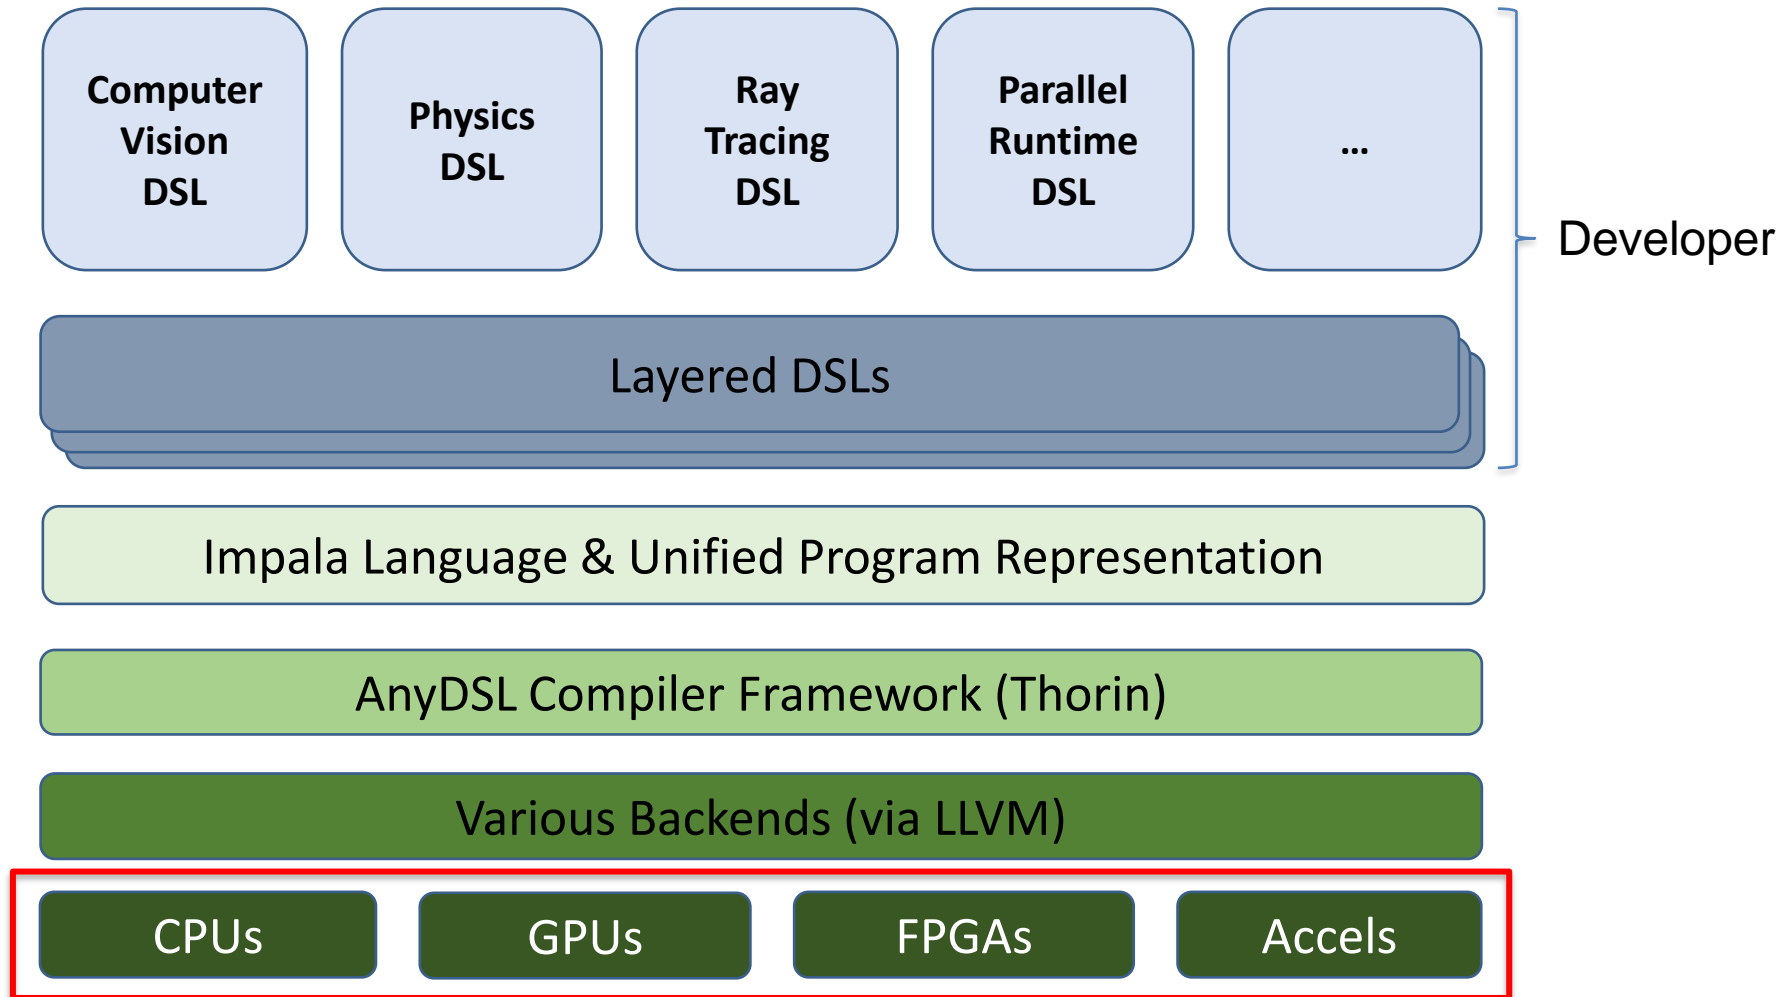 Computer
Vision
DSL
Physics
DSL
Ray
Tracing
DSL
Parallel
Runtime
DSL
...
Developer
Layered DSLs
Impala Language & Unified Program Representation
AnyDSL Compiler Framework (Thorin)
Various Backends (via LLVM)
CPUs
GPUs
FPGAs
Accels